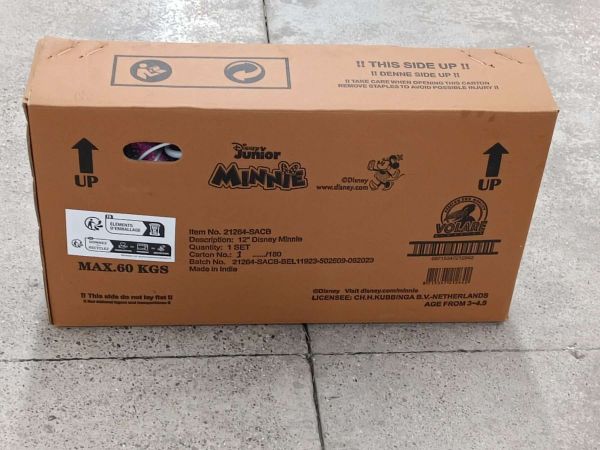 !! THIS SIDE UP !!
!! DENNE SIDE UP !!
!! TAKE CARE WHEN OPENING THIS CARTON
REMOVE STAPLES TO AVOID POSSIBLE INJURY !!
UP
Disney
Junior
MINNIE
©Disney
www.disney.com
UP
FR
ÉLÉMENTS
D'EMBALLAGE
VOLARE
Item No. 21264-SACB
Description: 12" Disney Minnie
Quantity: 1 SET
Carton No.: 1 ....../180
Batch No. 21264-SACB-BEL11923-502609-092023
Made in India
MAX.60 KGS
!! This side do not lay flat !!
©Disney Visit disney.com/minnie
LICENSEE: CH.H.KUBBINGA B.V.-NETHERLANDS
AGE FROM 3-4.5